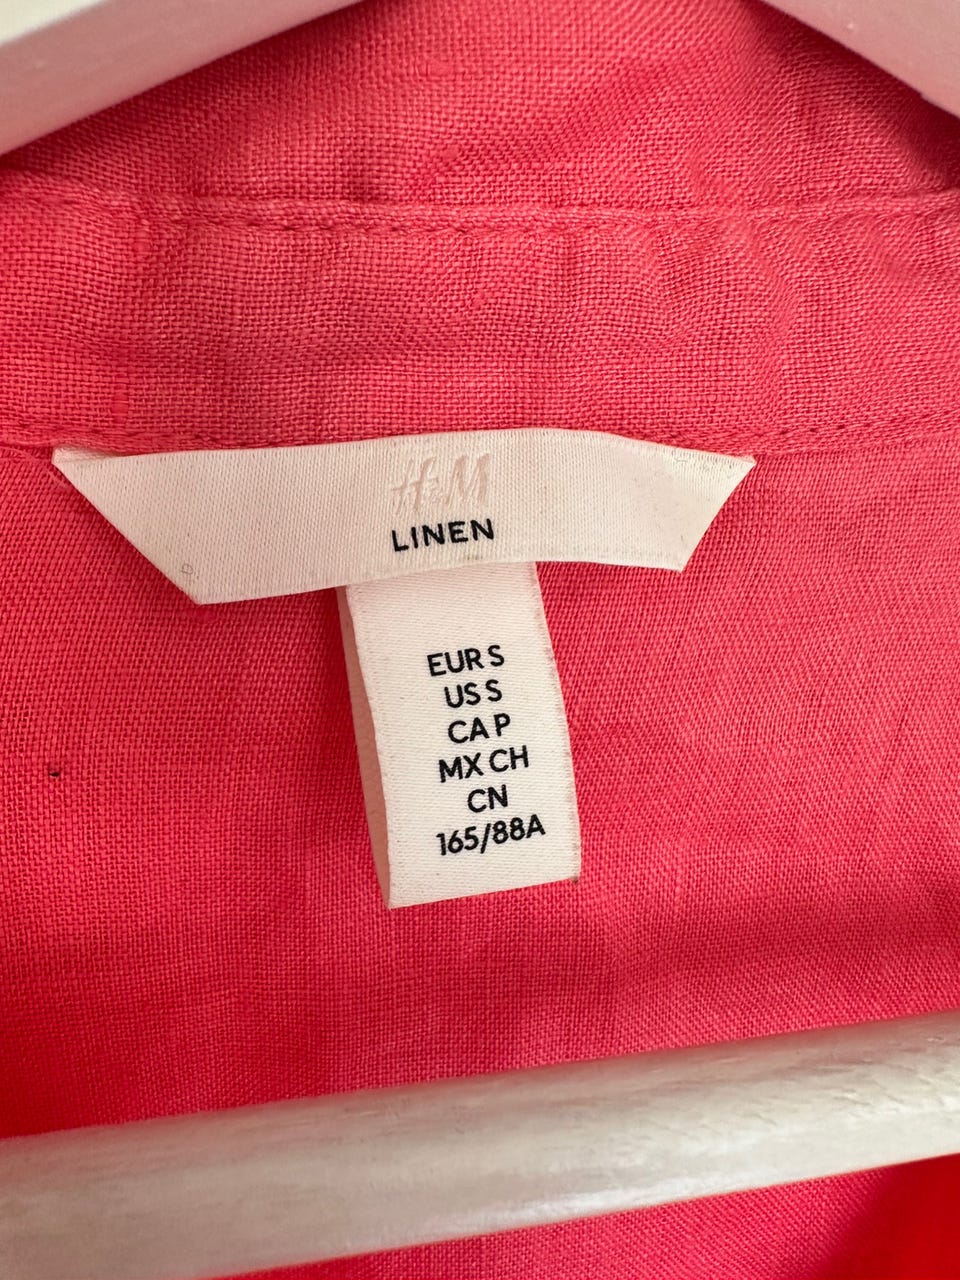 H&M
LINEN
EUR S
US S
CA P
MX CH
CN
165/88A